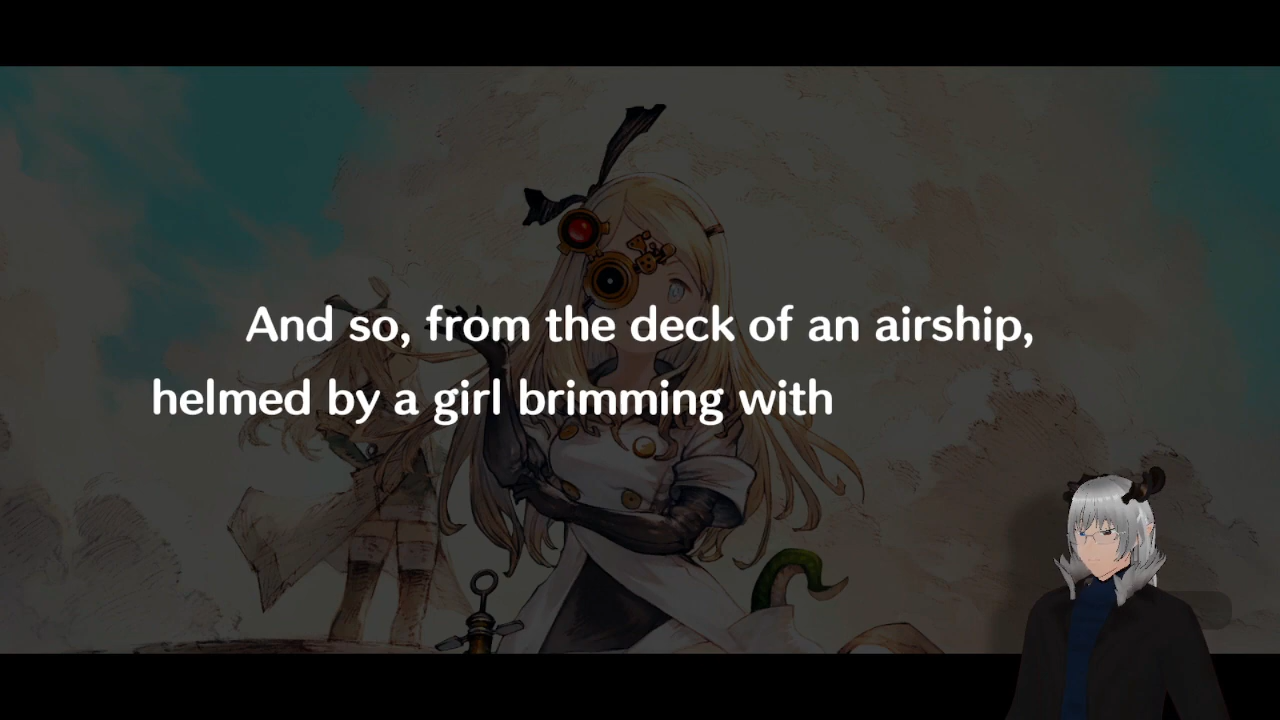 And so, from the deck of an airship,
helmed by a girl brimming with